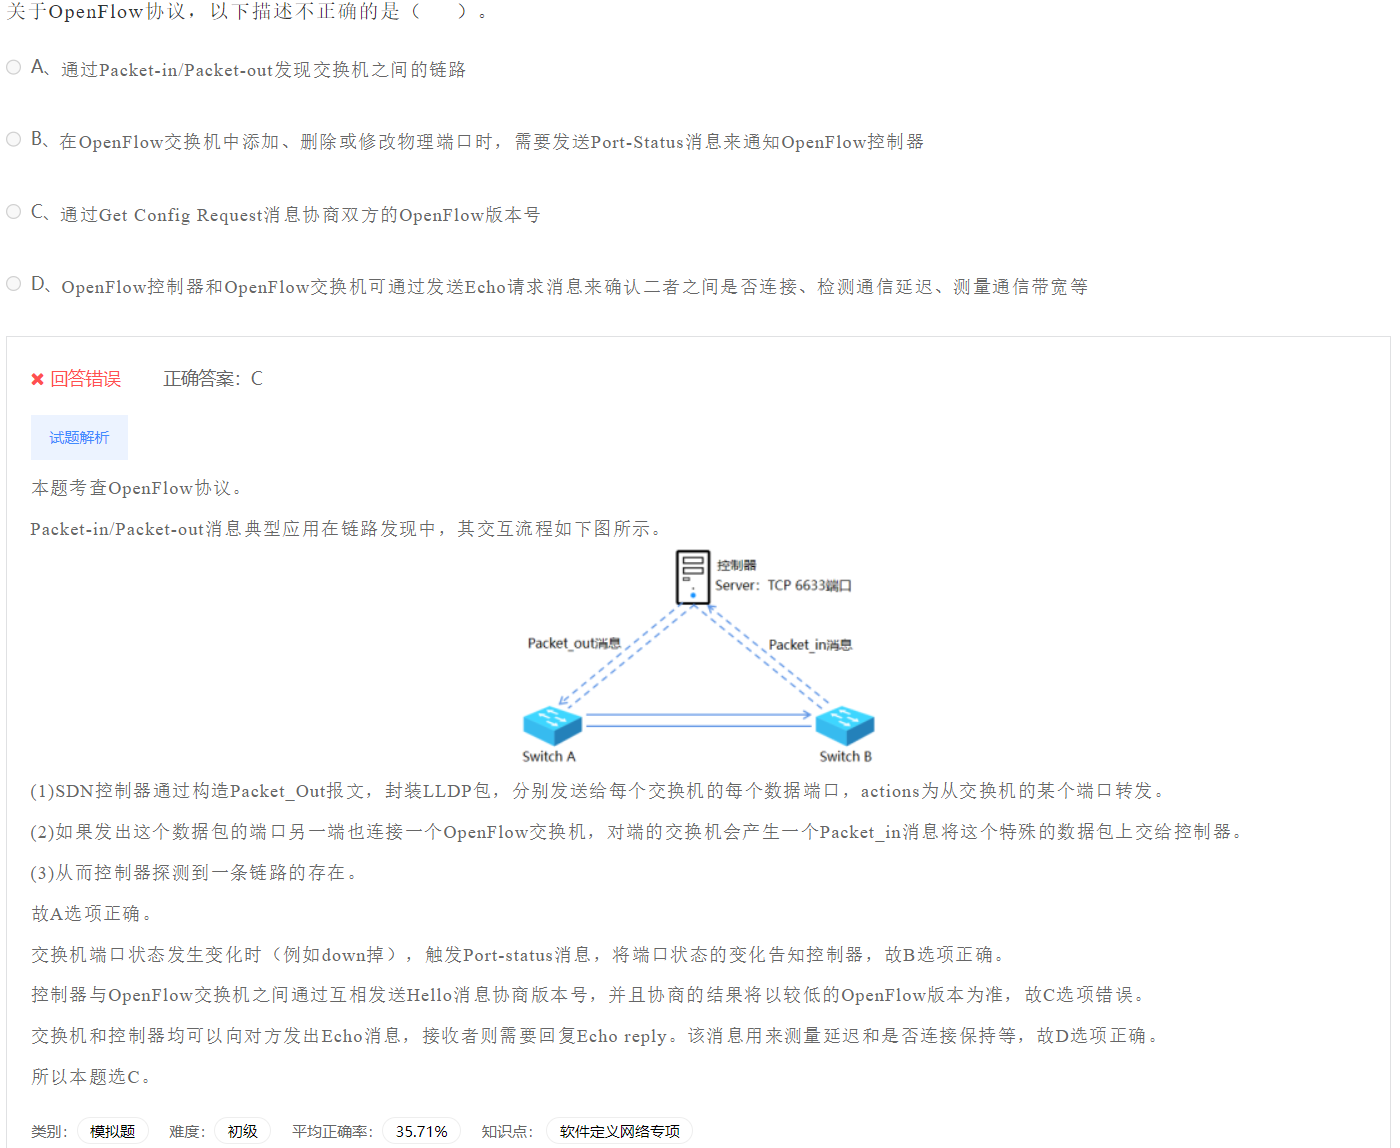 关于OpenFlow协议，以下描述不正确的是（　　）。
A、通过Packet-in/Packet-out发现交换机之间的链路
B、在OpenFlow交换机中添加、删除或修改物理端口时，需要发送Port-Status消息来通知OpenFlow控制器
C、通过Get Config Request消息协商双方的OpenFlow版本号
D、OpenFlow控制器和OpenFlow交换机可通过发送Echo请求消息来确认二者之间是否连接、检测通信延迟、测量通信带宽等
回答错误 正确答案：C
试题解析
本题考查OpenFlow协议。
Packet-in/Packet-out消息典型应用在链路发现中，其交互流程如下图所示。
控制器
Server：TCP 6633端口
Packet_out消息 Packet_in消息
Switch A Switch B
(1)SDN控制器通过构造Packet_Out报文，封装LLDP包，分别发送给每个交换机的每个数据端口，actions为从交换机的某个端口转发。
(2)如果发出这个数据包的端口另一端也连接一个OpenFlow交换机，对端的交换机会产生一个Packet_in消息将这个特殊的数据包上交给控制器。
(3)从而控制器探测到一条链路的存在。
故A选项正确。
交换机端口状态发生变化时（例如down掉），触发Port-status消息，将端口状态的变化告知控制器，故B选项正确。
控制器与OpenFlow交换机之间通过互相发送Hello消息协商版本号，并且协商的结果将以较低的OpenFlow版本为准，故C选项错误。
交换机和控制器均可以向对方发出Echo消息，接收者则需要回复Echo reply。该消息用来测量延迟和是否连接保持等，故D选项正确。
所以本题选C。
类别： 模拟题 难度： 初级 平均正确率： 35.71% 知识点： 软件定义网络专项